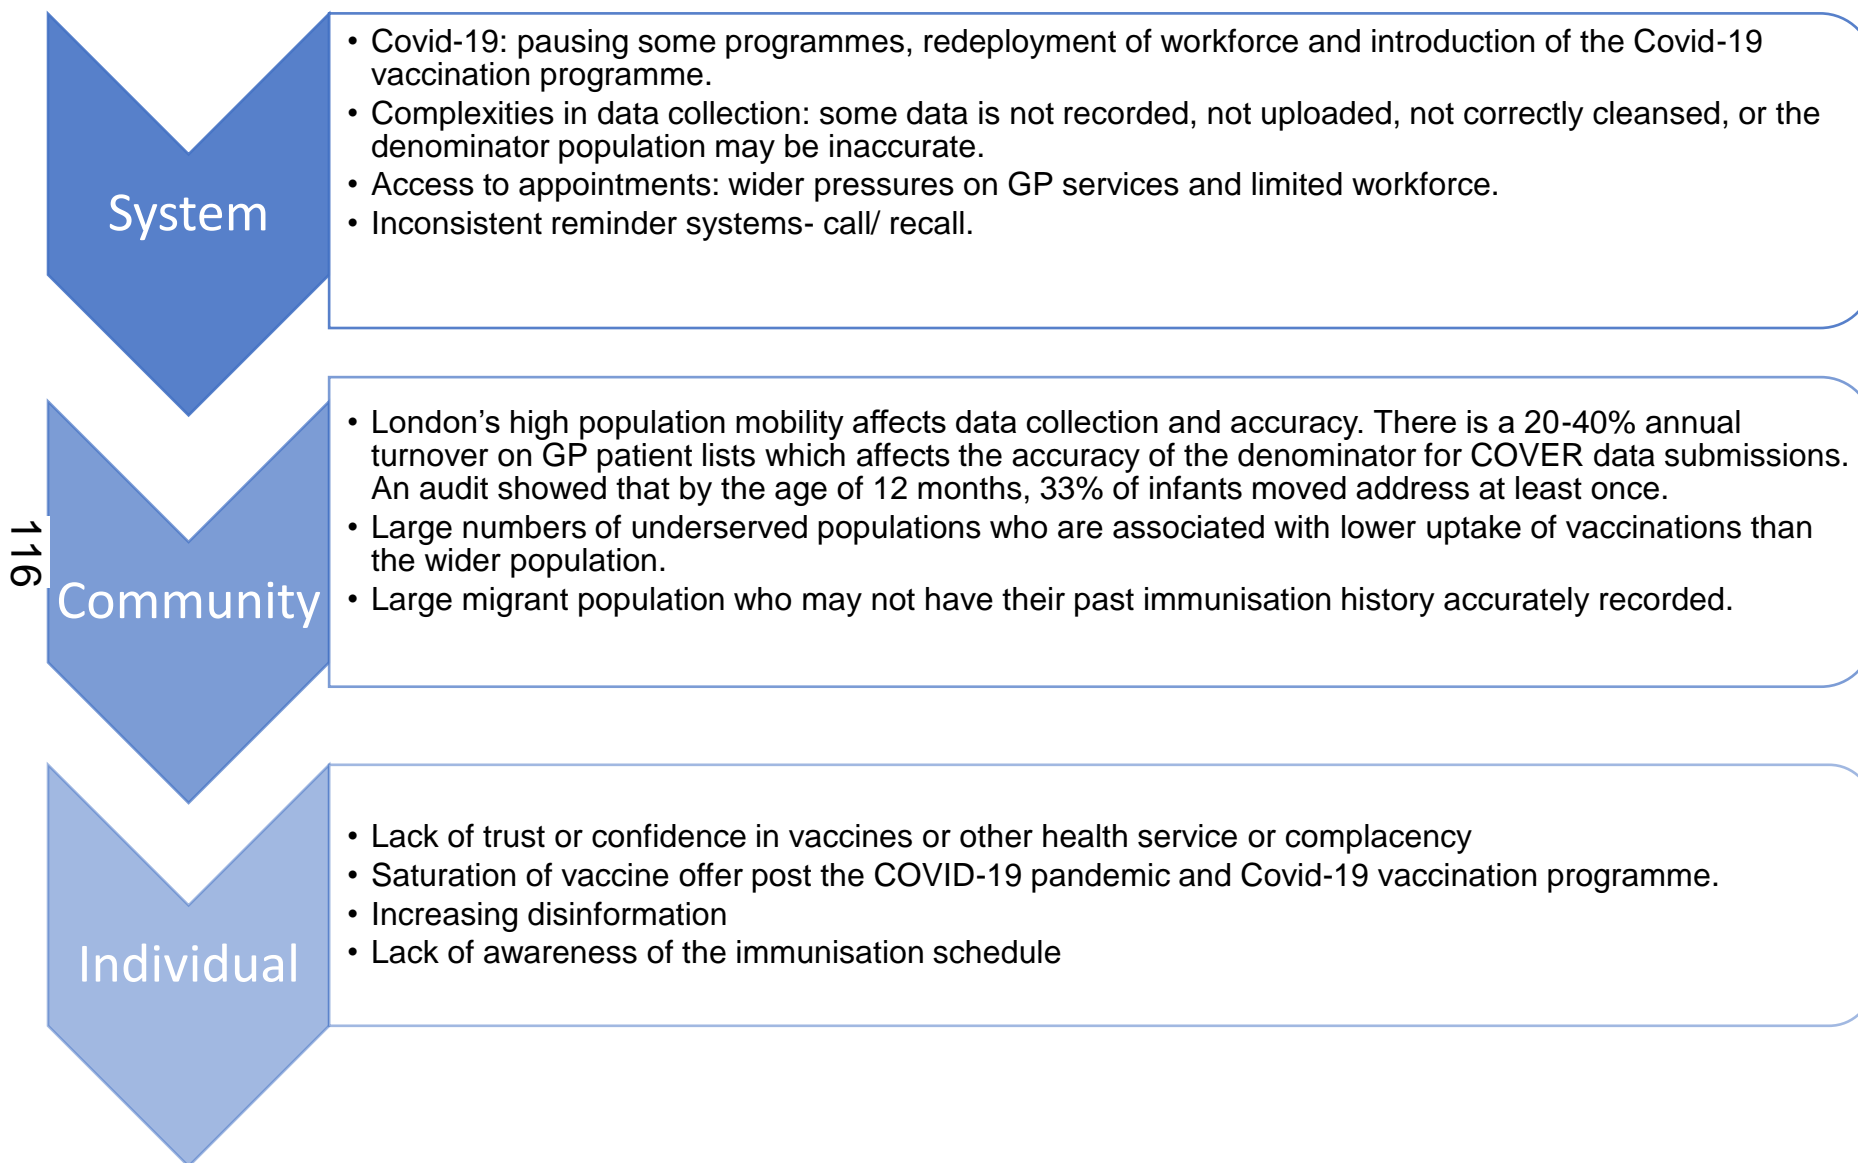 System
• Covid-19: pausing some programmes, redeployment of workforce and introduction of the Covid-19
vaccination programme.
• Complexities in data collection: some data is not recorded, not uploaded, not correctly cleansed, or the
denominator population may be inaccurate.
• Access to appointments: wider pressures on GP services and limited workforce.
• Inconsistent reminder systems- call/ recall.
116
Community
• London’s high population mobility affects data collection and accuracy. There is a 20-40% annual
turnover on GP patient lists which affects the accuracy of the denominator for COVER data submissions.
An audit showed that by the age of 12 months, 33% of infants moved address at least once.
• Large numbers of underserved populations who are associated with lower uptake of vaccinations than
the wider population.
• Large migrant population who may not have their past immunisation history accurately recorded.
Individual
• Lack of trust or confidence in vaccines or other health service or complacency
• Saturation of vaccine offer post the COVID-19 pandemic and Covid-19 vaccination programme.
• Increasing disinformation
• Lack of awareness of the immunisation schedule